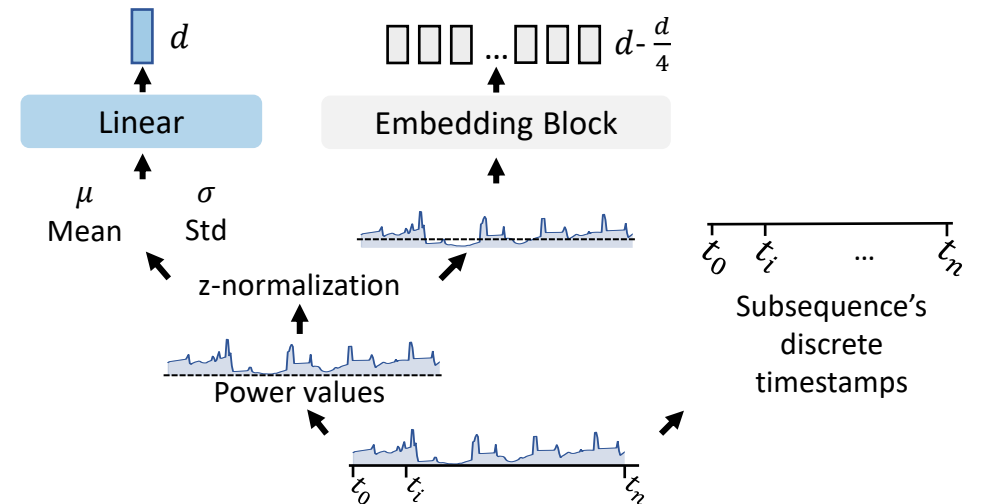 d
... d- d/4
Linear
Embedding Block
μ
σ
Mean
Std
t₀ tᵢ ... tₙ
z-normalization
Subsequence’s
discrete
timestamps
Power values
t₀ tᵢ tₙ